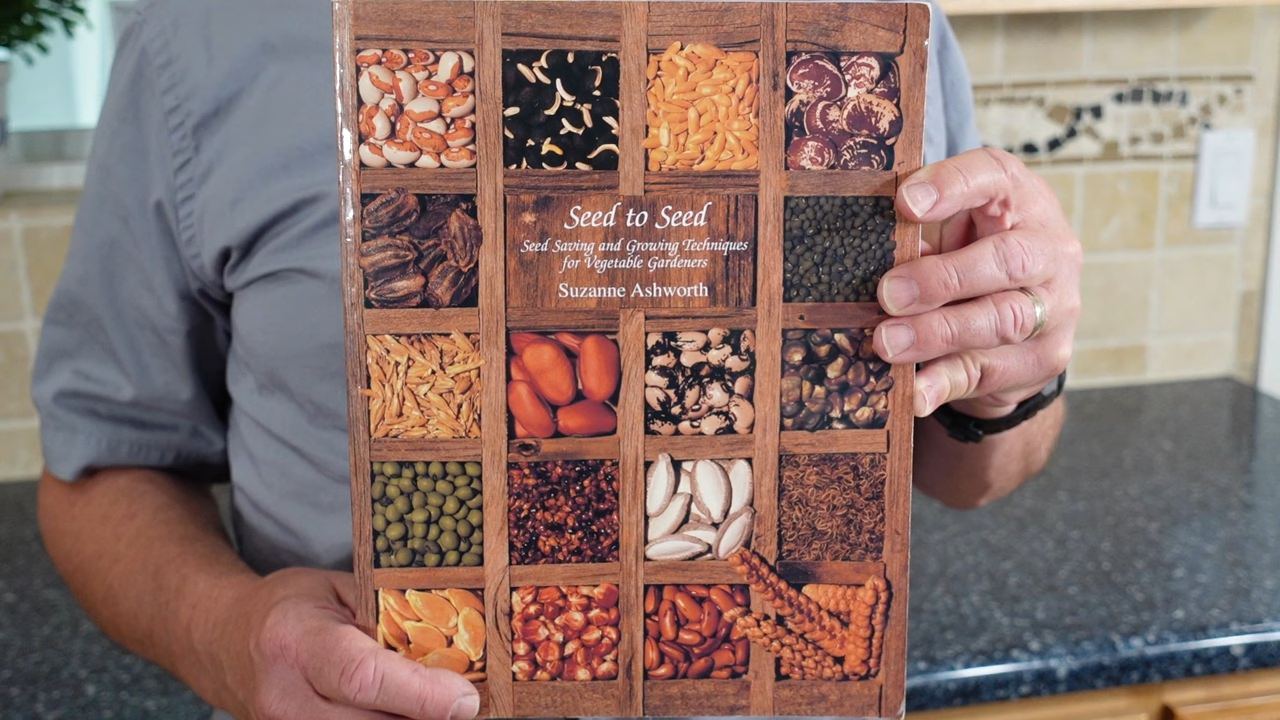 Seed to Seed
Seed Saving and Growing Techniques
for Vegetable Gardeners
Suzanne Ashworth